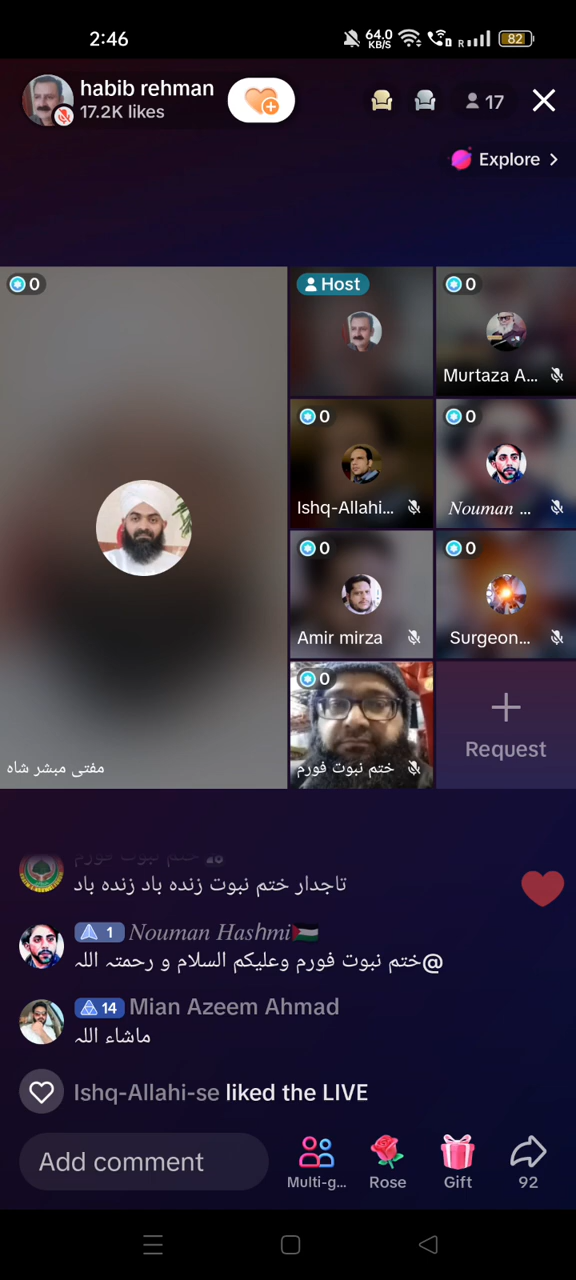 2:46
64.0 KB/S
R
82
habib rehman
17.2K likes
17
Explore
0
Host
0
Murtaza A...
0
Ishq-Allahi...
0
Nouman ...
0
Amir mirza
0
Surgeon...
0
ختم نبوت فورم
Request
مفتی مبشر شاہ
ختم نبوت فورم
تاجدار ختم نبوت زندہ باد زندہ باد
1 Nouman Hashmi🇵🇸
@ختم نبوت فورم وعلیکم السلام و رحمتہ اللہ
14 Mian Azeem Ahmad
ماشاء اللہ
Ishq-Allahi-se liked the LIVE
Add comment
Multi-g...
Rose
Gift
92